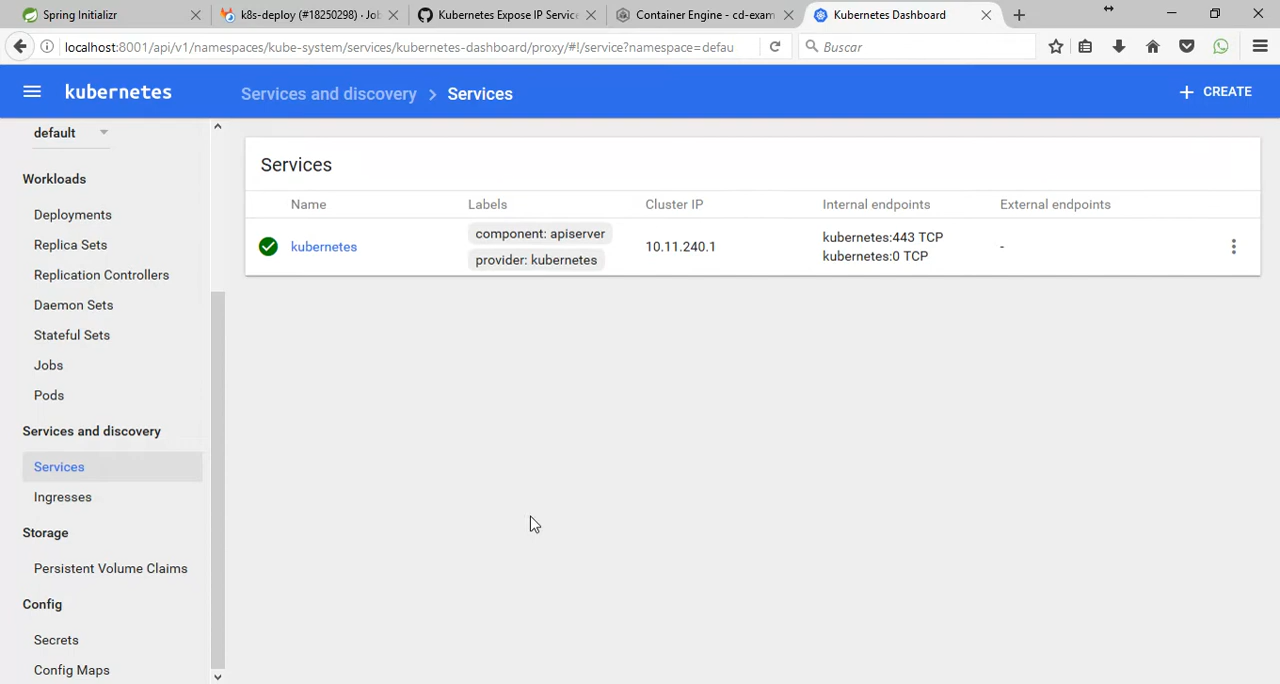 Spring Initializr
k8s-deploy (#18250298) · Jol
Kubernetes Expose IP Service
Container Engine - cd-exam
Kubernetes Dashboard
localhost:8001/api/v1/namespaces/kube-system/services/kubernetes-dashboard/proxy/#!/service?namespace=defau
Buscar
kubernetes
Services and discovery > Services
+ CREATE
default
Workloads
Deployments
Replica Sets
Replication Controllers
Daemon Sets
Stateful Sets
Jobs
Pods
Services and discovery
Services
Ingresses
Storage
Persistent Volume Claims
Config
Secrets
Config Maps
Services
Name Labels Cluster IP Internal endpoints External endpoints
kubernetes
component: apiserver
provider: kubernetes
10.11.240.1
kubernetes:443 TCP
kubernetes:0 TCP
-